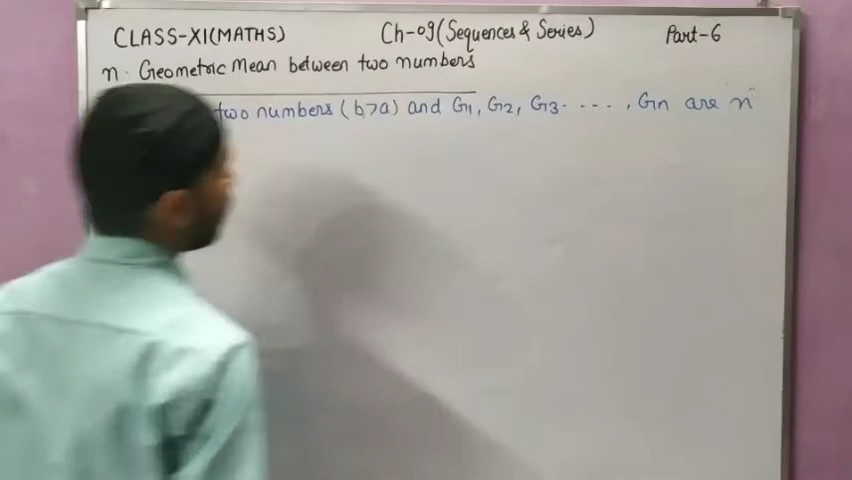 CLASS-XI(MATHS) Ch-09(Sequences & Series) Part-6
n. Geometric Mean between two numbers
two numbers (b>a) and G1, G2, G3. ...., Gn are n